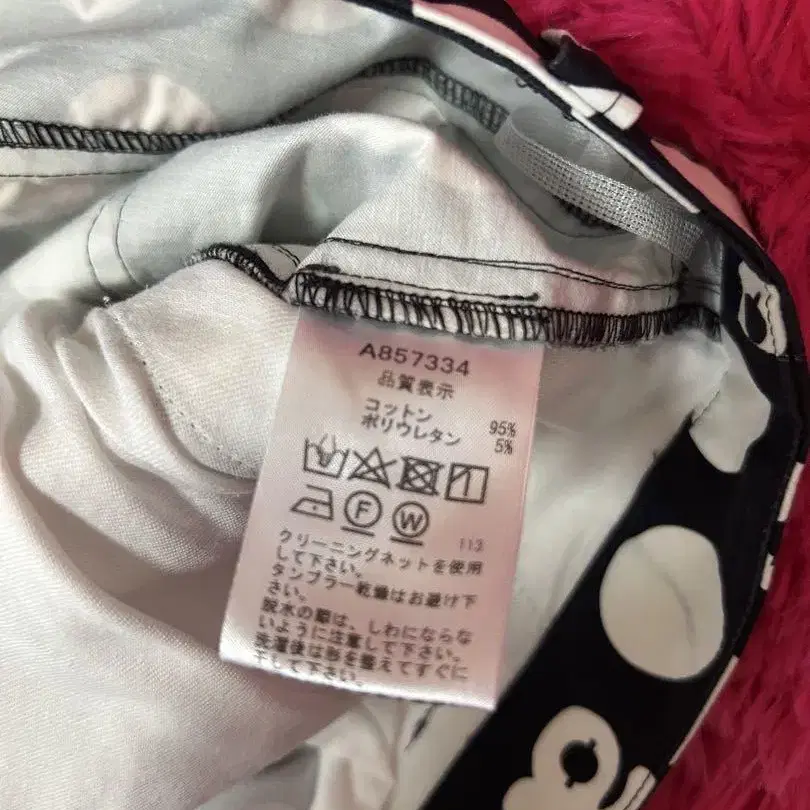 A857334
品質表示
コットン 95%
ポリウレタン 5%
F W
113
クリーニングネットを使用
して下さい。
タンブラー乾燥はお避け下
さい。
脱水の際は、しわにならな
いように注意して下さい。
洗濯後は形を整えてすぐに
干して下さい。